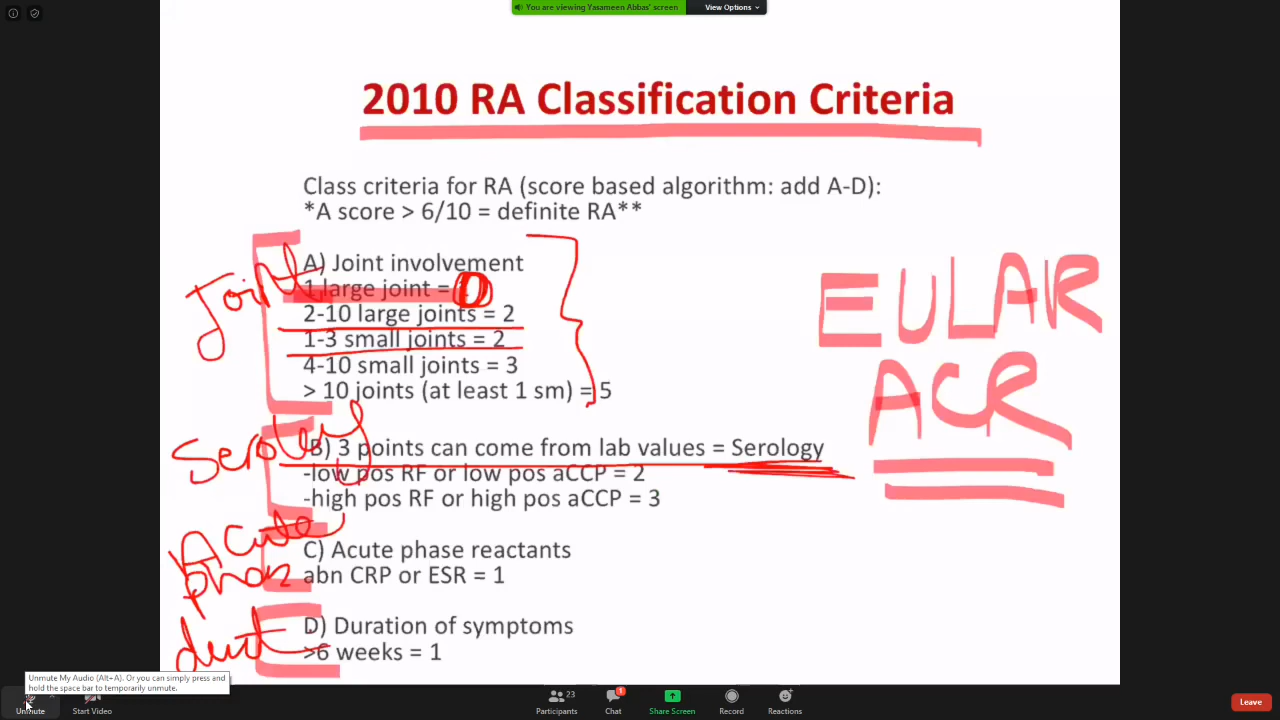 You are viewing Yasameen Abbas' screen
View Options
2010 RA Classification Criteria
Class criteria for RA (score based algorithm: add A-D):
*A score > 6/10 = definite RA**
A) Joint involvement
1 large joint = 0
2-10 large joints = 2
1-3 small joints = 2
4-10 small joints = 3
> 10 joints (at least 1 sm) = 5
Joint
EULAR
ACR
B) 3 points can come from lab values = Serology
-low pos RF or low pos aCCP = 2
-high pos RF or high pos aCCP = 3
C) Acute phase reactants
abn CRP or ESR = 1
Acute
D) Duration of symptoms
>6 weeks = 1
Unmute My Audio (Alt+A). Or you can simply press and
hold the space bar to temporarily unmute.
Unmute
Start Video
Participants
23
Chat
1
Share Screen
Record
Reactions
Leave